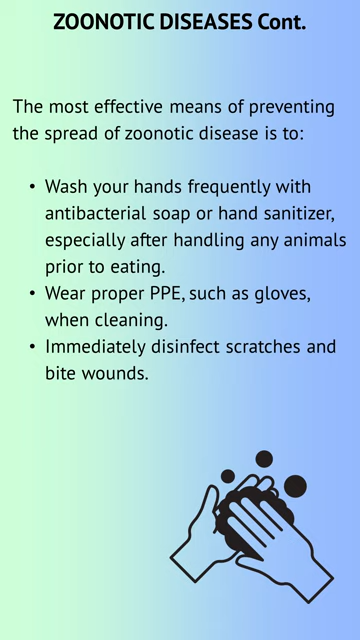 ZOONOTIC DISEASES Cont.
The most effective means of preventing
the spread of zoonotic disease is to:
• Wash your hands frequently with
antibacterial soap or hand sanitizer,
especially after handling any animals
prior to eating.
• Wear proper PPE, such as gloves,
when cleaning.
• Immediately disinfect scratches and
bite wounds.